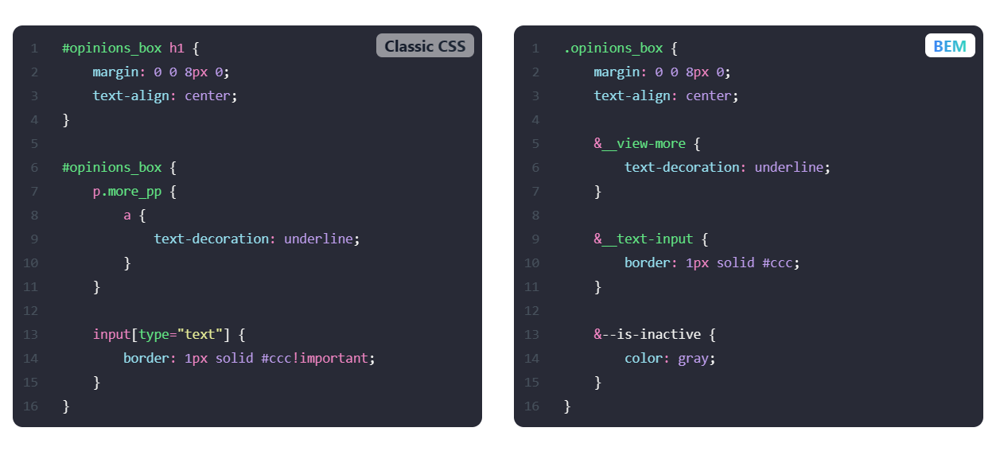 Classic CSS
1 #opinions_box h1 {
2     margin: 0 0 8px 0;
3     text-align: center;
4 }
5
6 #opinions_box {
7     p.more_pp {
8         a {
9             text-decoration: underline;
10         }
11     }
12
13     input[type="text"] {
14         border: 1px solid #ccc!important;
15     }
16 }
BEM
1 .opinions_box {
2     margin: 0 0 8px 0;
3     text-align: center;
4
5     &__view-more {
6         text-decoration: underline;
7     }
8
9     &__text-input {
10         border: 1px solid #ccc;
11     }
12
13     &--is-inactive {
14         color: gray;
15     }
16 }